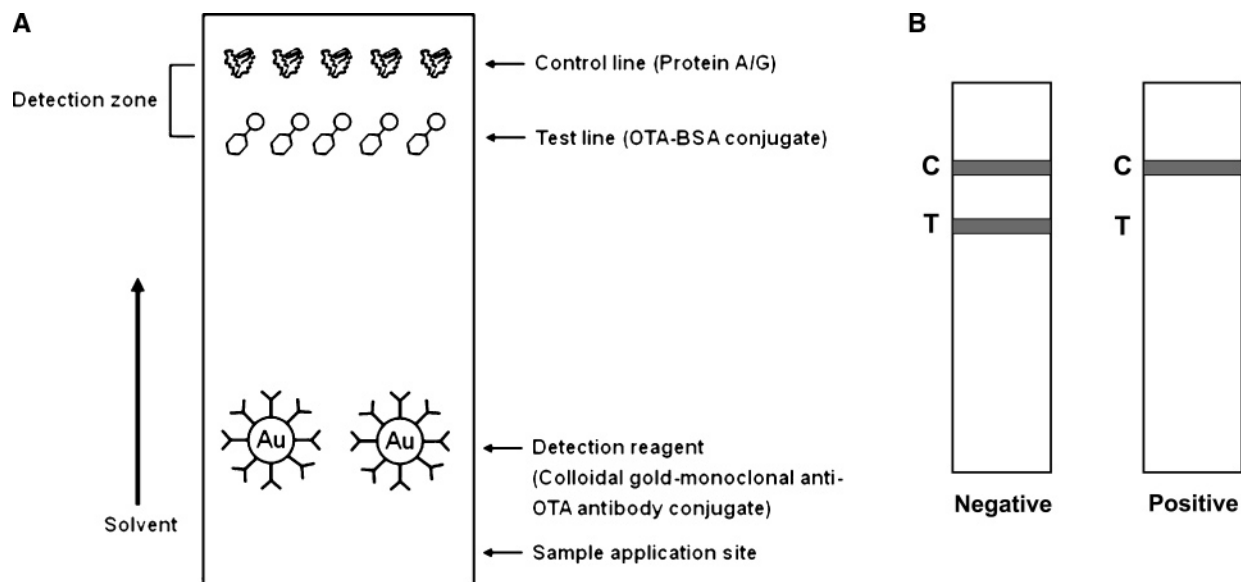 A
Control line (Protein A/G)
Detection zone
Test line (OTA-BSA conjugate)
Au
Au
Detection reagent
(Colloidal gold-monoclonal anti-
OTA antibody conjugate)
Solvent
Sample application site
B
C
T
C
T
Negative
Positive